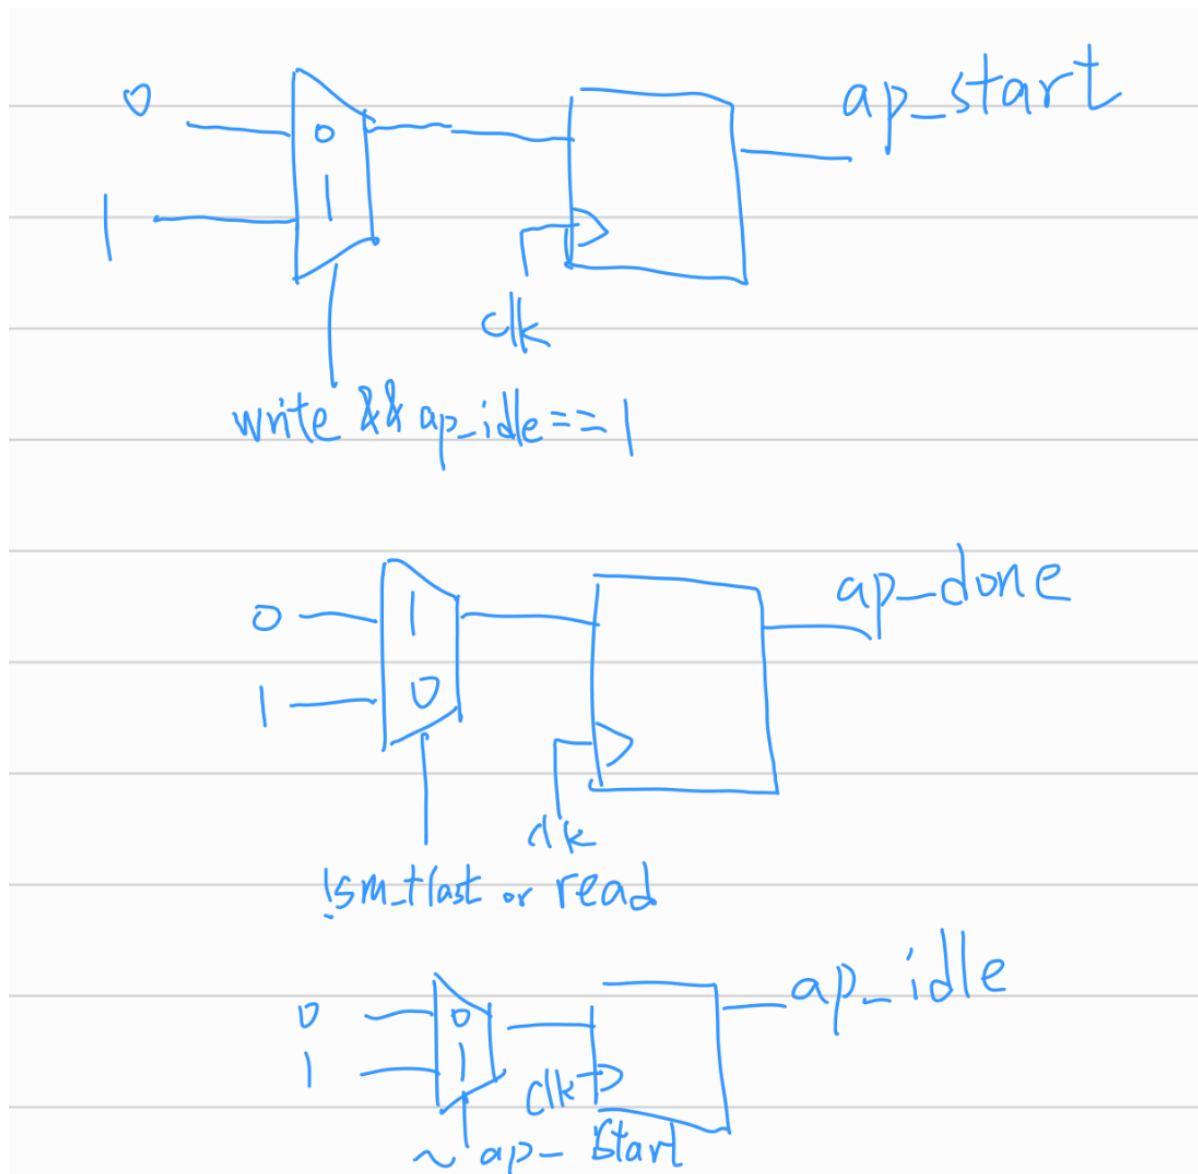 0
0
1
1
ap_start
clk
write && ap_idle==1
0
1
1
0
ap_done
clk
!sm_tlast or read
0
0
1
1
ap_idle
clk
~ap_start